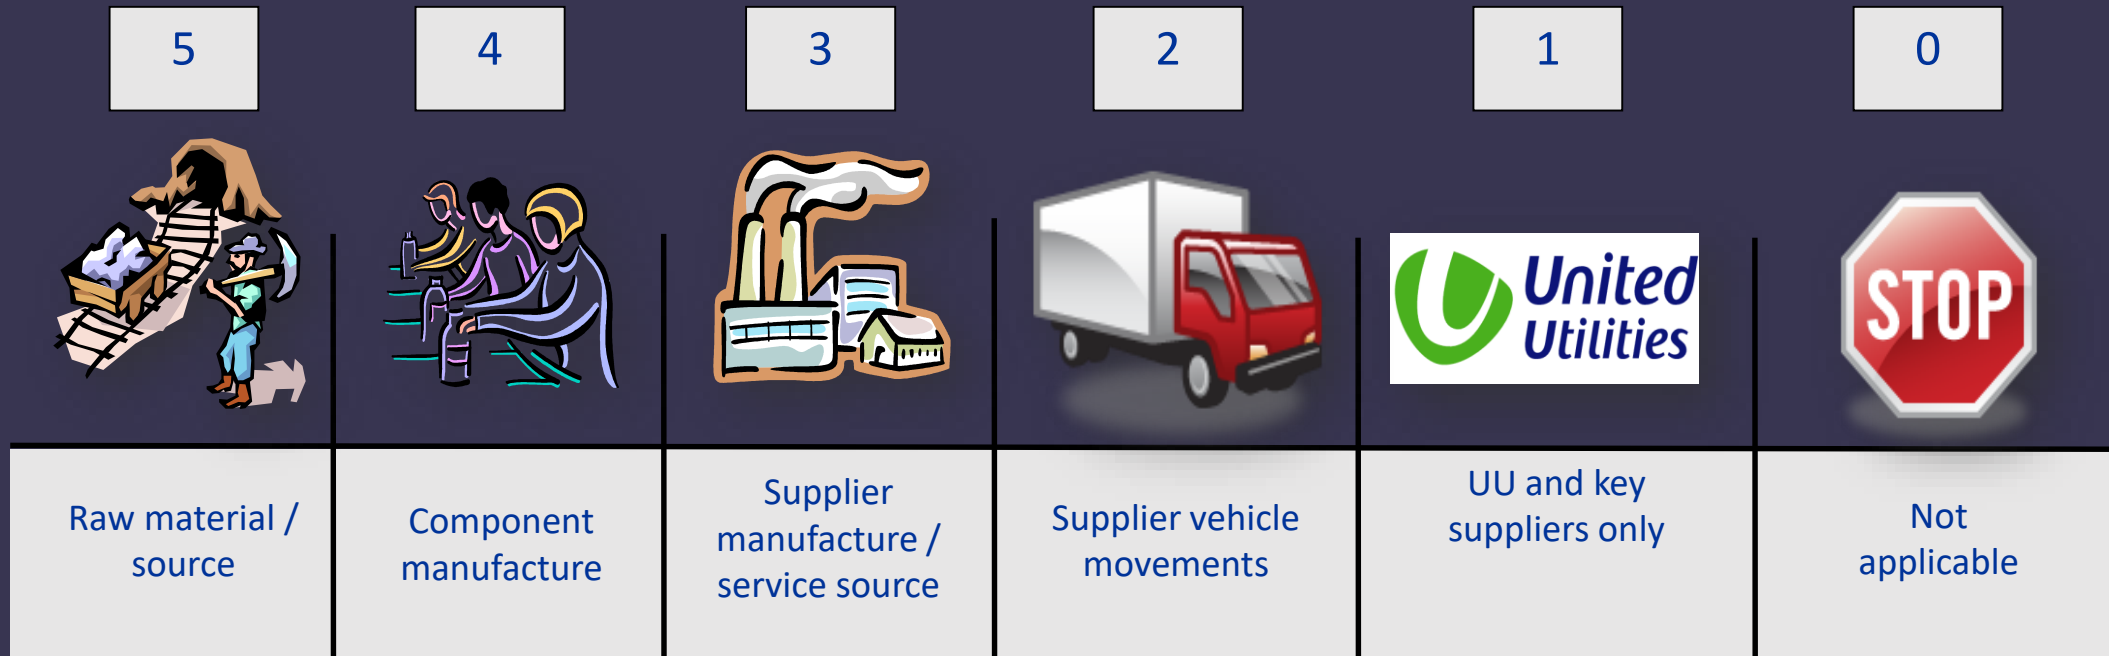 5
4
3
2
1
0
United
Utilities
STOP
Raw material /
source
Component
manufacture
Supplier
manufacture /
service source
Supplier vehicle
movements
UU and key
suppliers only
Not
applicable